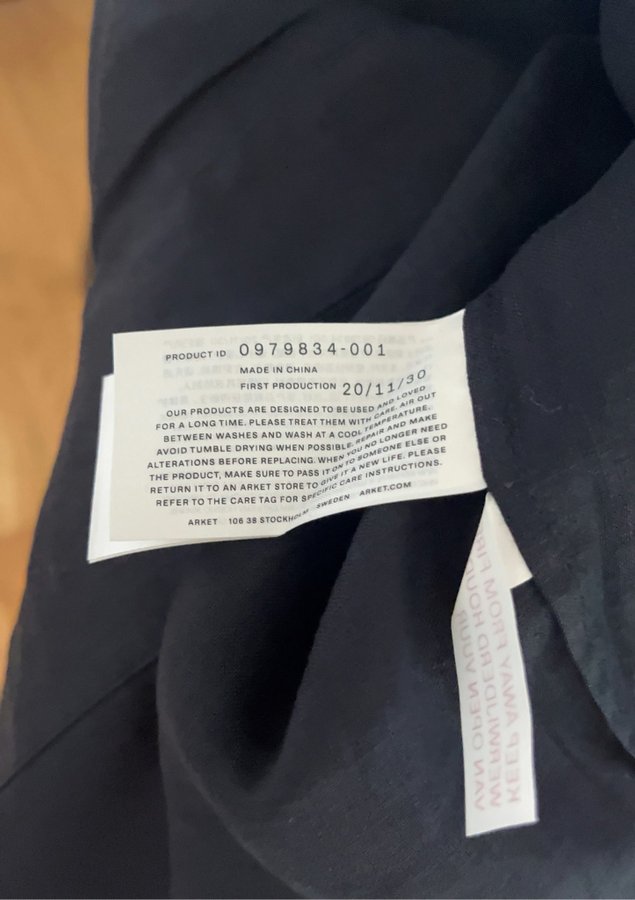 PRODUCT ID 0979834-001
MADE IN CHINA
FIRST PRODUCTION 20/11/30
OUR PRODUCTS ARE DESIGNED TO BE USED AND LOVED
FOR A LONG TIME. PLEASE TREAT THEM WITH CARE. AIR OUT
BETWEEN WASHES AND WASH AT A COOL TEMPERATURE.
AVOID TUMBLE DRYING WHEN POSSIBLE. REPAIR AND MAKE
ALTERATIONS BEFORE REPLACING. WHEN YOU NO LONGER NEED
THE PRODUCT, MAKE SURE TO PASS IT ON TO SOMEONE ELSE OR
RETURN IT TO AN ARKET STORE TO GIVE IT A NEW LIFE. PLEASE
REFER TO THE CARE TAG FOR SPECIFIC CARE INSTRUCTIONS.
ARKET 106 38 STOCKHOLM SWEDEN ARKET.COM
KEEP AWAY FROM FIRE
VERWIJDERD HOUDEN
VAN OPEN VUUR